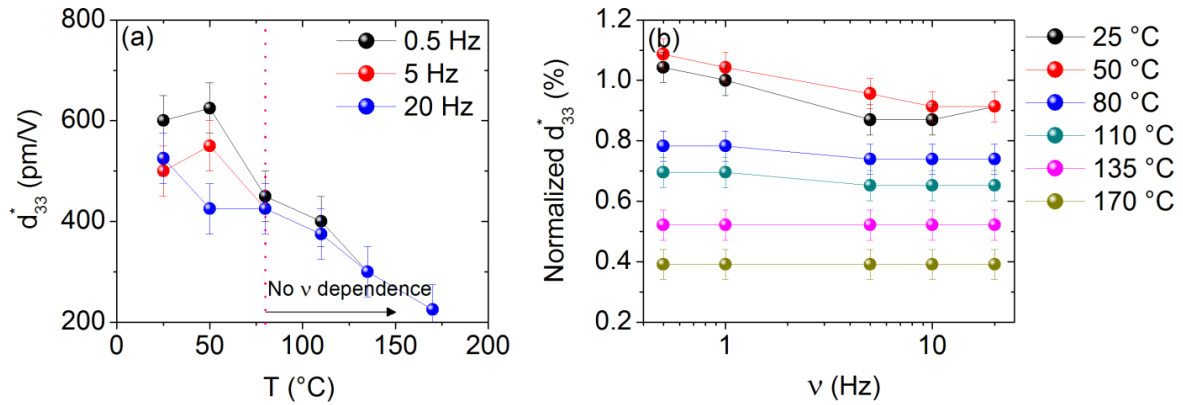 (a)
0.5 Hz
5 Hz
20 Hz
800
600
400
200
d*33 (pm/V)
No ν dependence
0 50 100 150 200
T (°C)
(b)
1.2
1.0
0.8
0.6
0.4
0.2
Normalized d*33 (%)
1 10
ν (Hz)
25 °C
50 °C
80 °C
110 °C
135 °C
170 °C